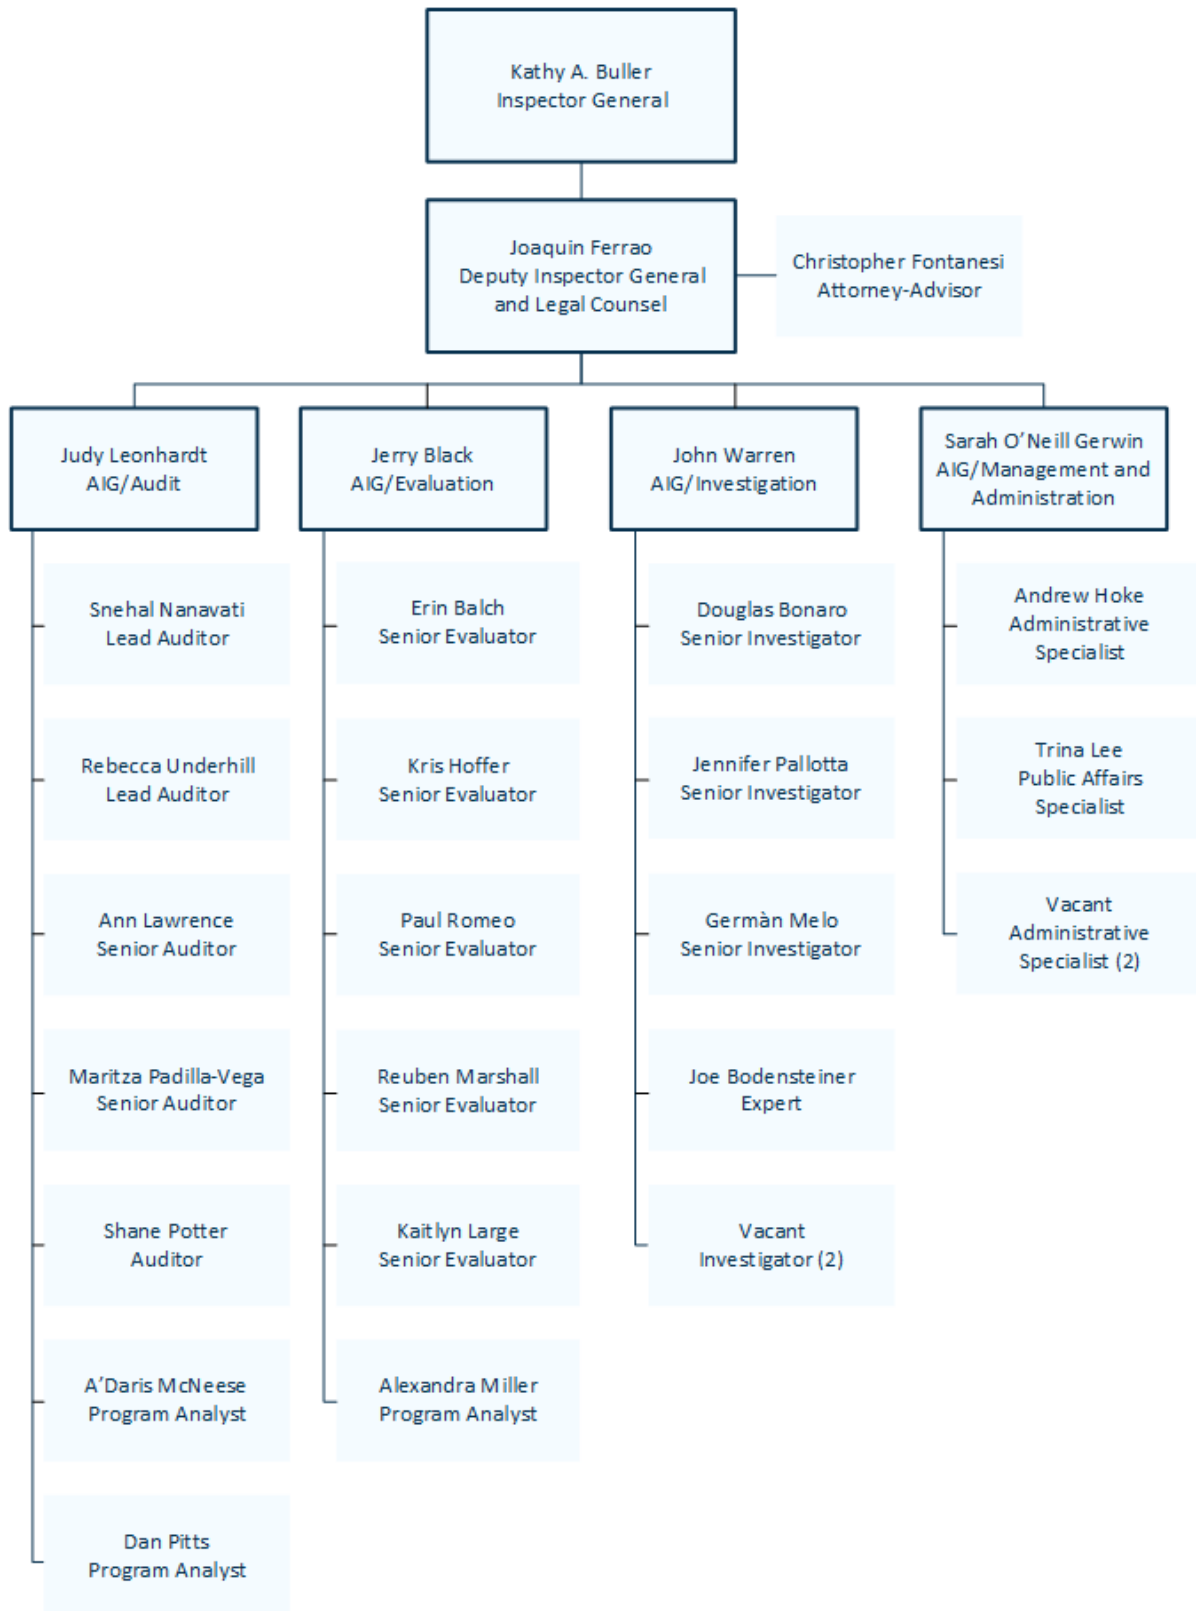 Kathy A. Buller
Inspector General
Joaquin Ferrao
Deputy Inspector General
and Legal Counsel
Christopher Fontanesi
Attorney-Advisor
Judy Leonhardt
AIG/Audit
Jerry Black
AIG/Evaluation
John Warren
AIG/Investigation
Sarah O’Neill Gerwin
AIG/Management and
Administration
Snehal Nanavati
Lead Auditor
Rebecca Underhill
Lead Auditor
Ann Lawrence
Senior Auditor
Maritza Padilla-Vega
Senior Auditor
Shane Potter
Auditor
A’Daris McNeese
Program Analyst
Dan Pitts
Program Analyst
Erin Balch
Senior Evaluator
Kris Hoffer
Senior Evaluator
Paul Romeo
Senior Evaluator
Reuben Marshall
Senior Evaluator
Kaitlyn Large
Senior Evaluator
Alexandra Miller
Program Analyst
Douglas Bonaro
Senior Investigator
Jennifer Pallotta
Senior Investigator
Germàn Melo
Senior Investigator
Joe Bodensteiner
Expert
Vacant
Investigator (2)
Andrew Hoke
Administrative
Specialist
Trina Lee
Public Affairs
Specialist
Vacant
Administrative
Specialist (2)